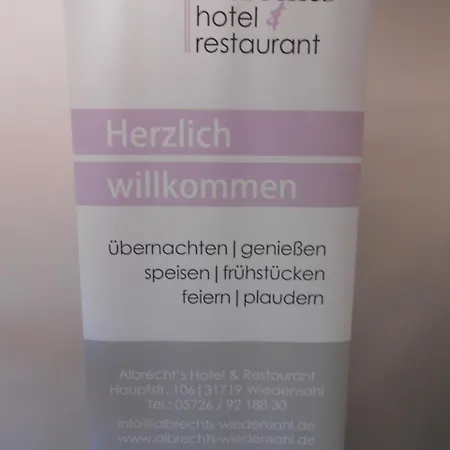 hotel &
restaurant
Herzlich
willkommen
übernachten|genießen
speisen|frühstücken
feiern|plaudern
Albrecht's Hotel & Restaurant
Hauptstr. 106|31719 Wiedensahl
Tel.: 05726 / 92 188 30
info@albrechts-wiedensahl.de
www.albrechts-wiedensahl.de